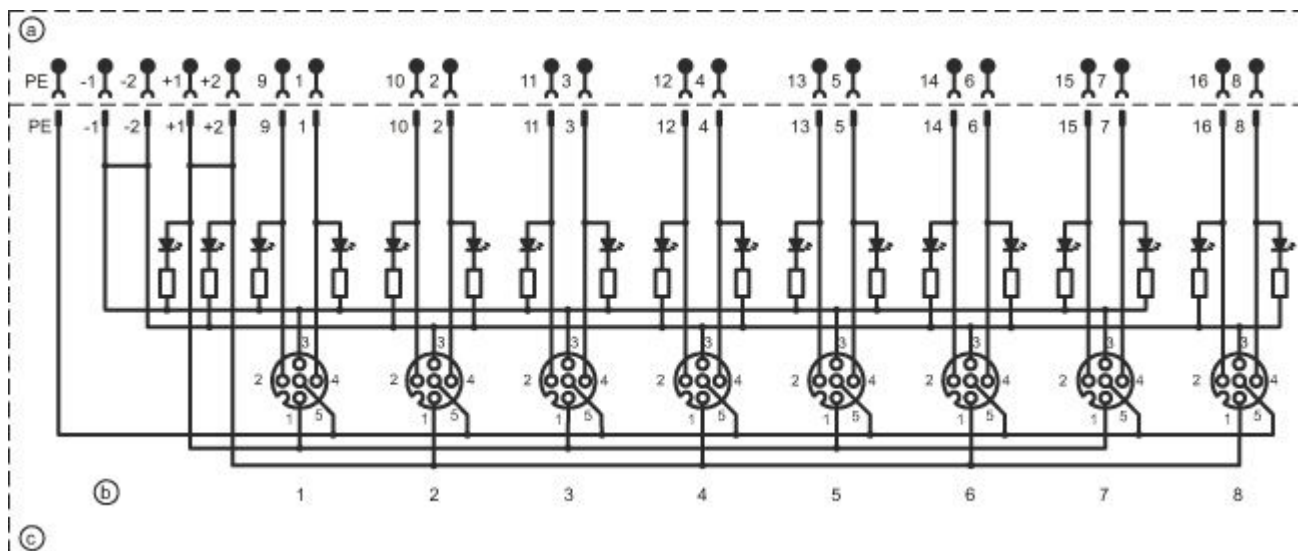 a
PE -1 -2 +1 +2 9 1 10 2 11 3 12 4 13 5 14 6 15 7 16 8
PE -1 -2 +1 +2 9 1 10 2 11 3 12 4 13 5 14 6 15 7 16 8
3 3 3 3 3 3 3 3
2 4 2 4 2 4 2 4 2 4 2 4 2 4 2 4
1 5 1 5 1 5 1 5 1 5 1 5 1 5 1 5
b 1 2 3 4 5 6 7 8
c